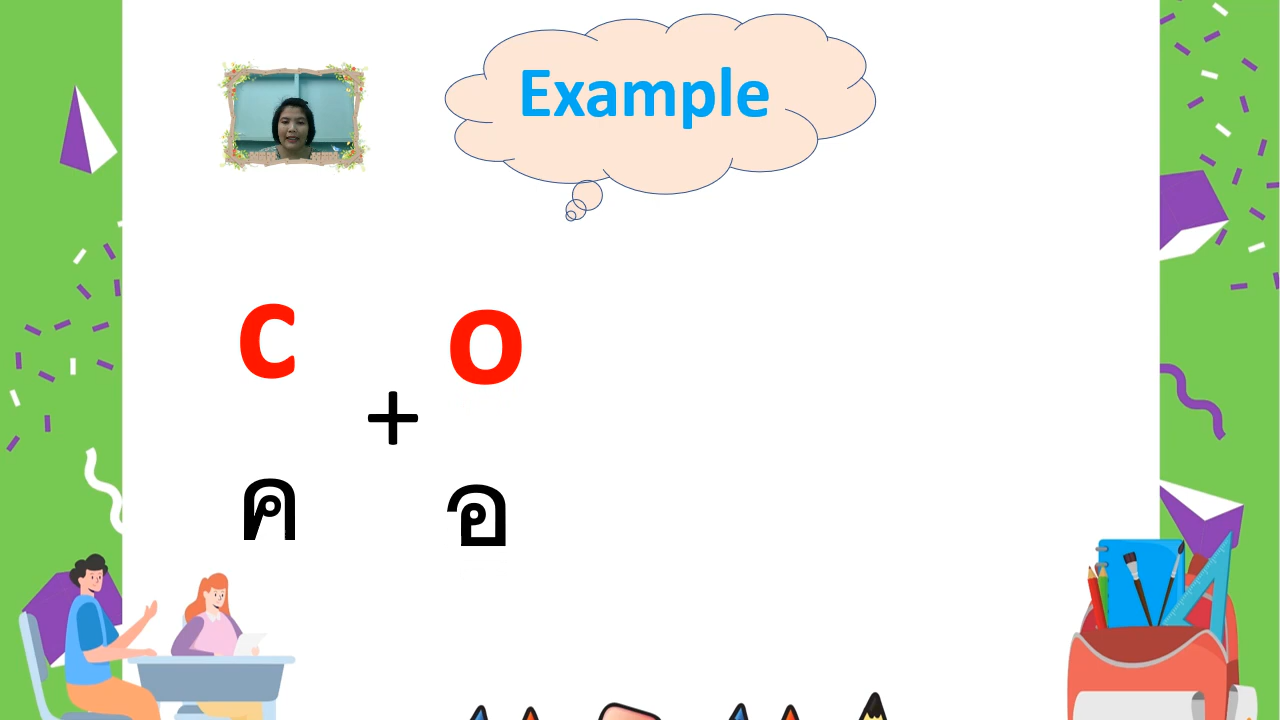 Example
c o
+
ค อ